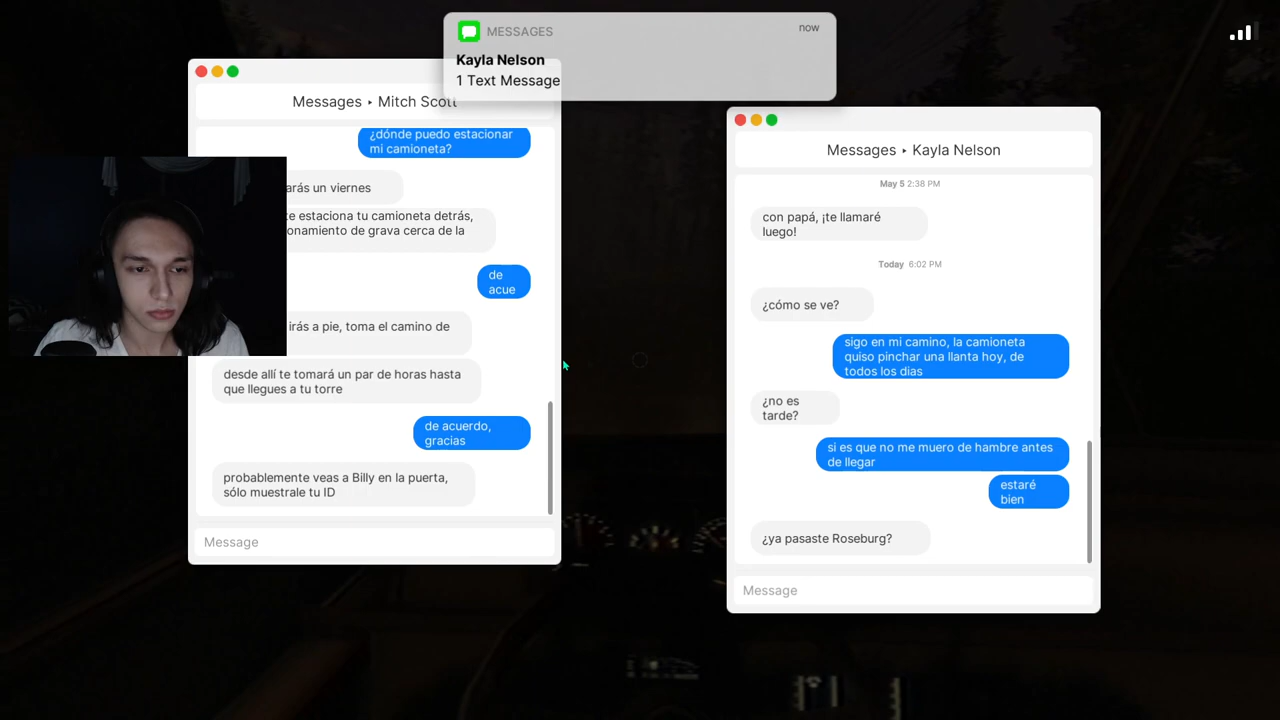 MESSAGES
now
Kayla Nelson
1 Text Message
Messages ‣ Mitch Scott
¿dónde puedo estacionar
mi camioneta?
arás un viernes
te estaciona tu camioneta detrás,
onamiento de grava cerca de la
de
acue
irás a pie, toma el camino de
desde allí te tomará un par de horas hasta
que llegues a tu torre
de acuerdo,
gracias
probablemente veas a Billy en la puerta,
sólo muestrale tu ID
Message
Messages ‣ Kayla Nelson
May 5 2:38 PM
con papá, ¡te llamaré
luego!
Today 6:02 PM
¿cómo se ve?
sigo en mi camino, la camioneta
quiso pinchar una llanta hoy, de
todos los dias
¿no es
tarde?
si es que no me muero de hambre antes
de llegar
estaré
bien
¿ya pasaste Roseburg?
Message